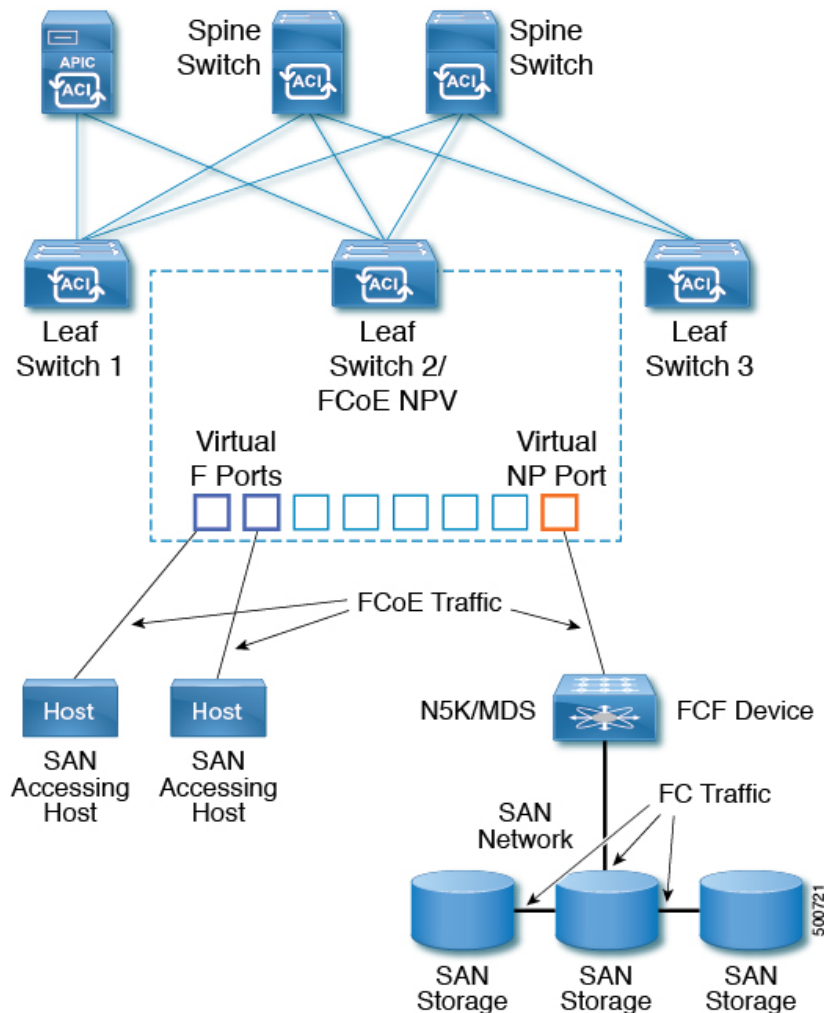 Spine
Switch
Spine
Switch
APIC
ACI
ACI
ACI
ACI
ACI
ACI
Leaf
Switch 1
Leaf
Switch 2/
FCoE NPV
Leaf
Switch 3
Virtual
F Ports
Virtual
NP Port
FCoE Traffic
Host
Host
SAN
Accessing
Host
SAN
Accessing
Host
N5K/MDS
FCF Device
FC Traffic
SAN
Network
SAN
Storage
SAN
Storage
SAN
Storage
500721